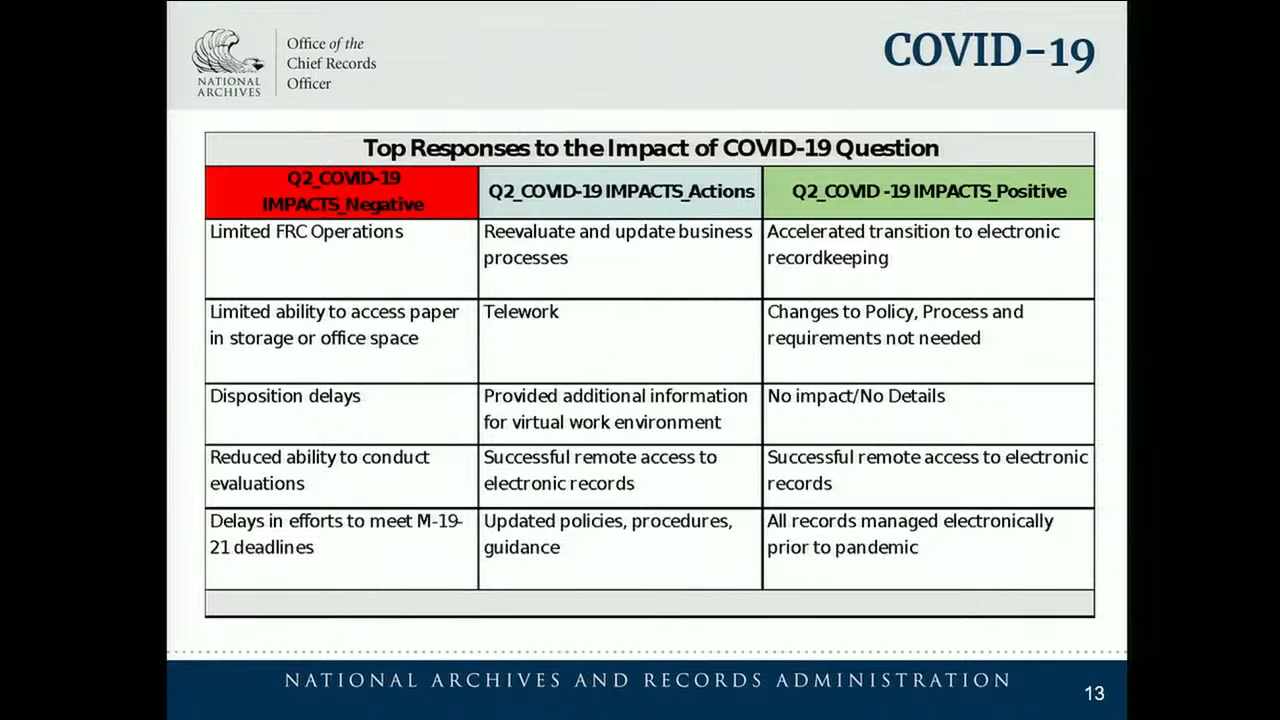 NATIONAL
ARCHIVES
Office of the
Chief Records
Officer
COVID-19
Top Responses to the Impact of COVID-19 Question
Q2_COVID-19
IMPACTS_Negative
Q2_COVID-19 IMPACTS_Actions
Q2_COVID -19 IMPACTS_Positive
Limited FRC Operations
Reevaluate and update business
processes
Accelerated transition to electronic
recordkeeping
Limited ability to access paper
in storage or office space
Telework
Changes to Policy, Process and
requirements not needed
Disposition delays
Provided additional information
for virtual work environment
No impact/No Details
Reduced ability to conduct
evaluations
Successful remote access to
electronic records
Successful remote access to electronic
records
Delays in efforts to meet M-19-
21 deadlines
Updated policies, procedures,
guidance
All records managed electronically
prior to pandemic
NATIONAL ARCHIVES AND RECORDS ADMINISTRATION
13